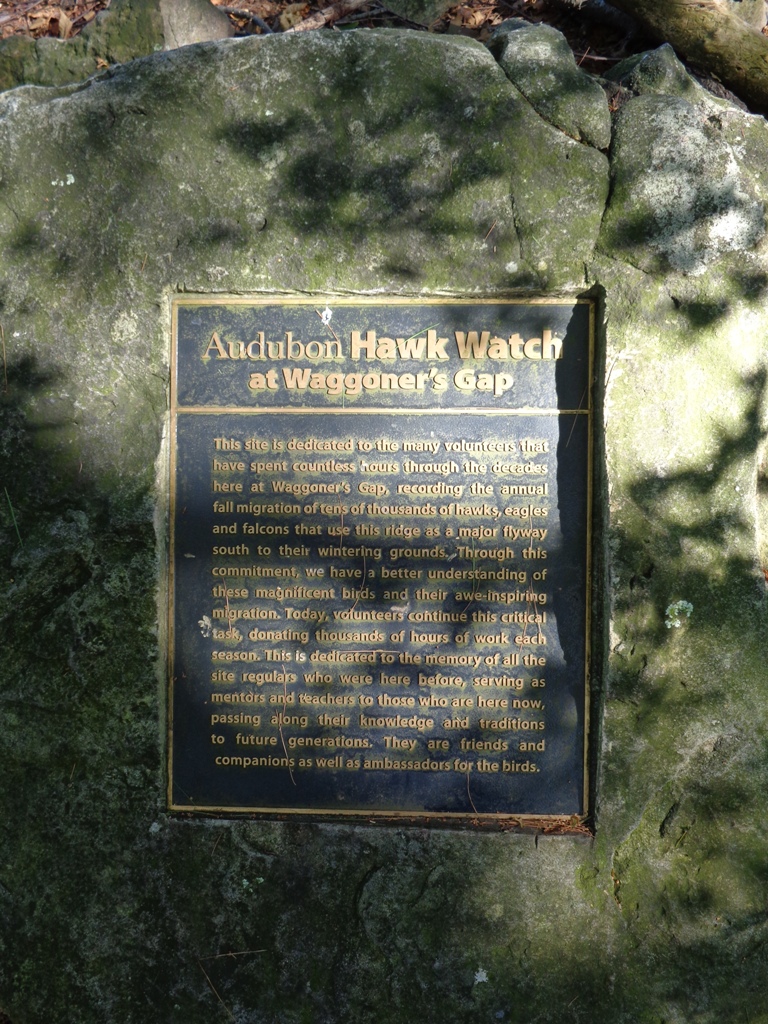 Audubon Hawk Watch
at Waggoner's Gap
This site is dedicated to the many volunteers that
have spent countless hours through the decades
here at Waggoner's Gap, recording the annual
fall migration of tens of thousands of hawks, eagles
and falcons that use this ridge as a major flyway
south to their wintering grounds. Through this
commitment, we have a better understanding of
these magnificent birds and their awe-inspiring
migration. Today, volunteers continue this critical
task, donating thousands of hours of work each
season. This is dedicated to the memory of all the
site regulars who were here before, serving as
mentors and teachers to those who are here now,
passing along their knowledge and traditions
to future generations. They are friends and
companions as well as ambassadors for the birds.